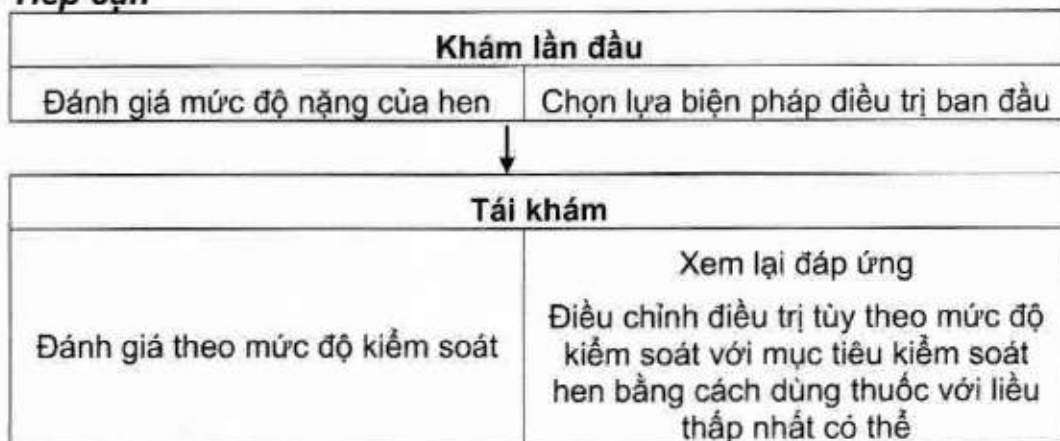 Khám lần đầu
Đánh giá mức độ nặng của hen
Chọn lựa biện pháp điều trị ban đầu
Tái khám
Đánh giá theo mức độ kiểm soát
Xem lại đáp ứng
Điều chỉnh điều trị tùy theo mức độ
kiểm soát với mục tiêu kiểm soát
hen bằng cách dùng thuốc với liều
thấp nhất có thể